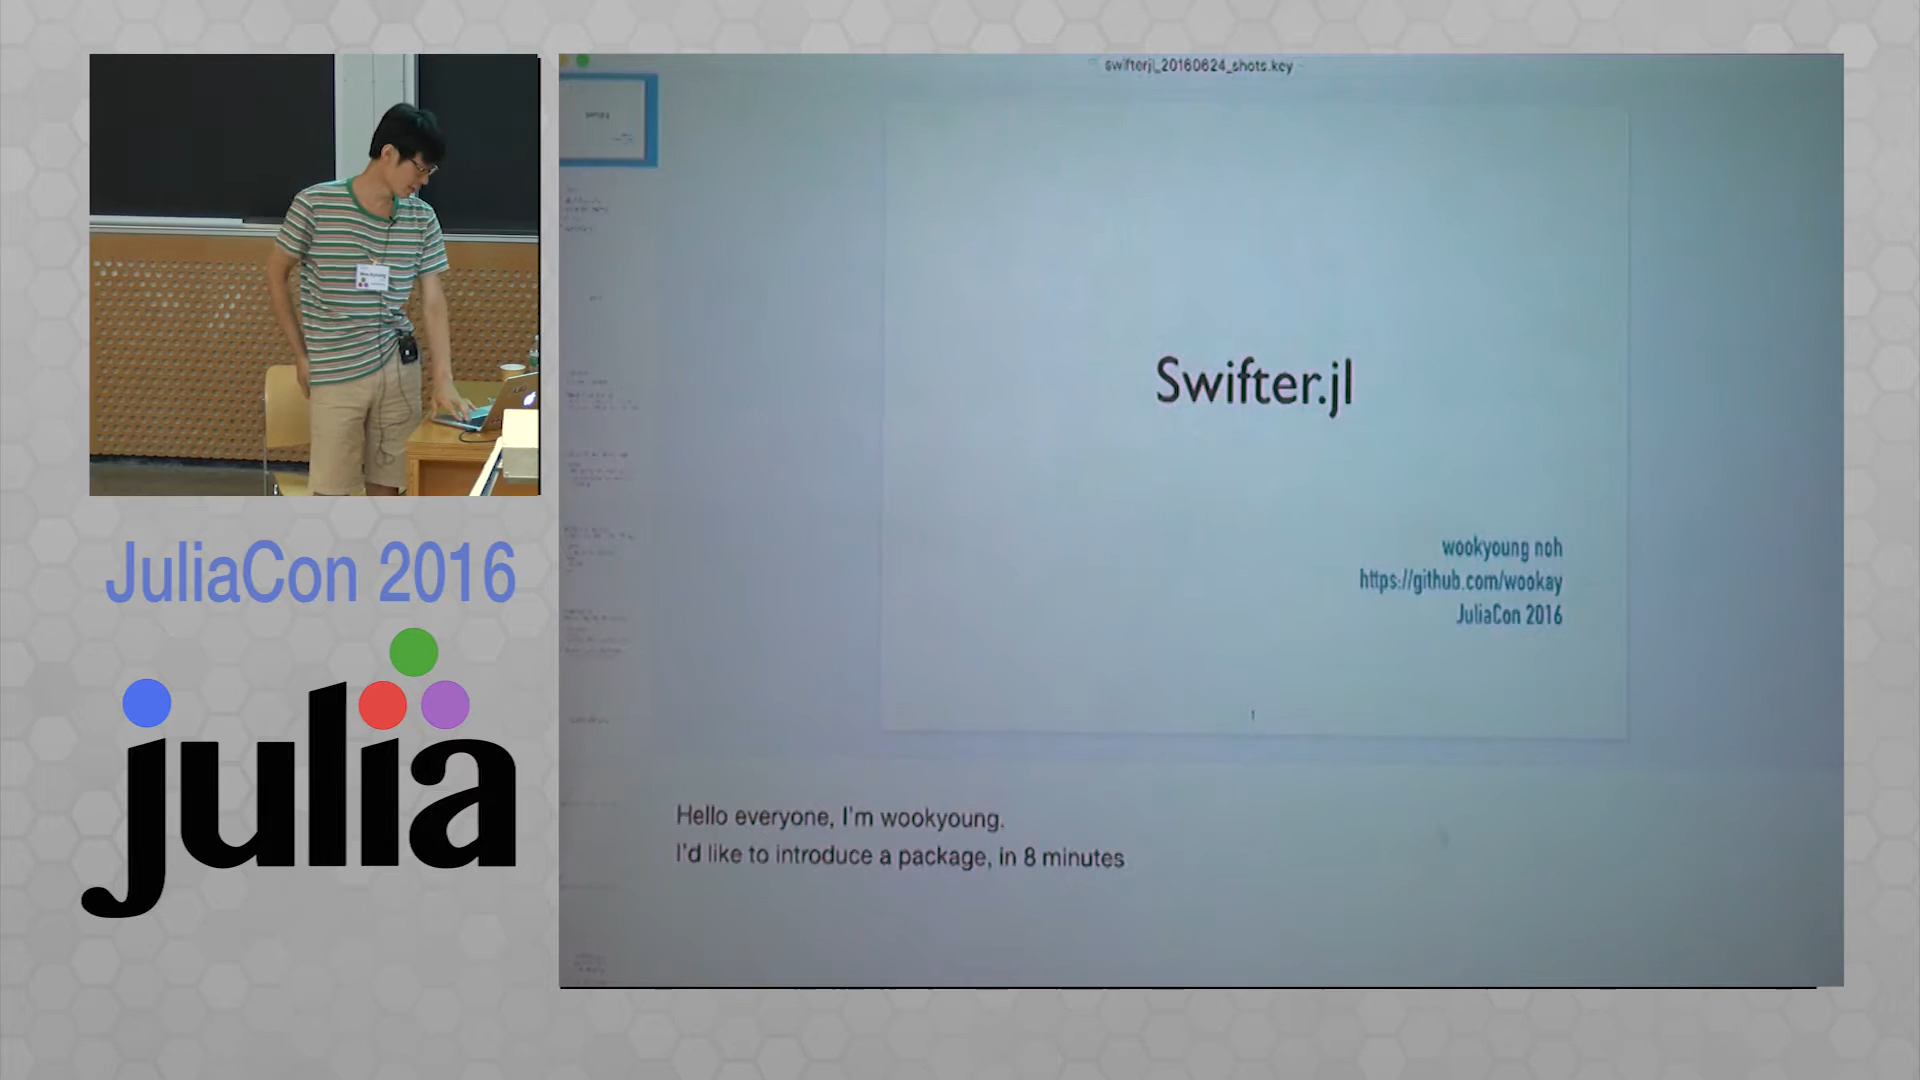 swifterjl_20160624_shots.key
Swifter.jl
wookyoung noh
https://github.com/wookay
JuliaCon 2016
1
Hello everyone, I'm wookyoung.
I'd like to introduce a package, in 8 minutes
JuliaCon 2016
julia